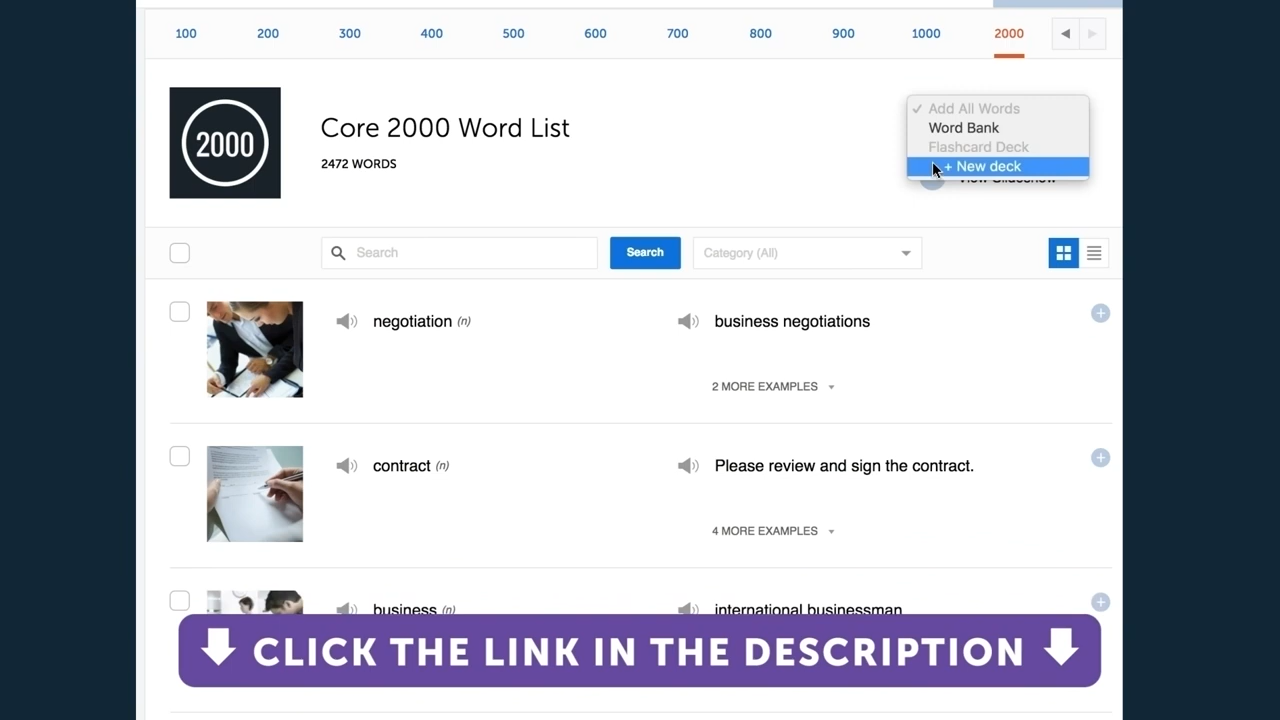 100 200 300 400 500 600 700 800 900 1000 2000
2000
Core 2000 Word List
2472 WORDS
Add All Words
Word Bank
Flashcard Deck
+ New deck
View Slideshow
Search
Search
Category (All)
negotiation (n)
business negotiations
2 MORE EXAMPLES
contract (n)
Please review and sign the contract.
4 MORE EXAMPLES
business (n)
international businessman
CLICK THE LINK IN THE DESCRIPTION